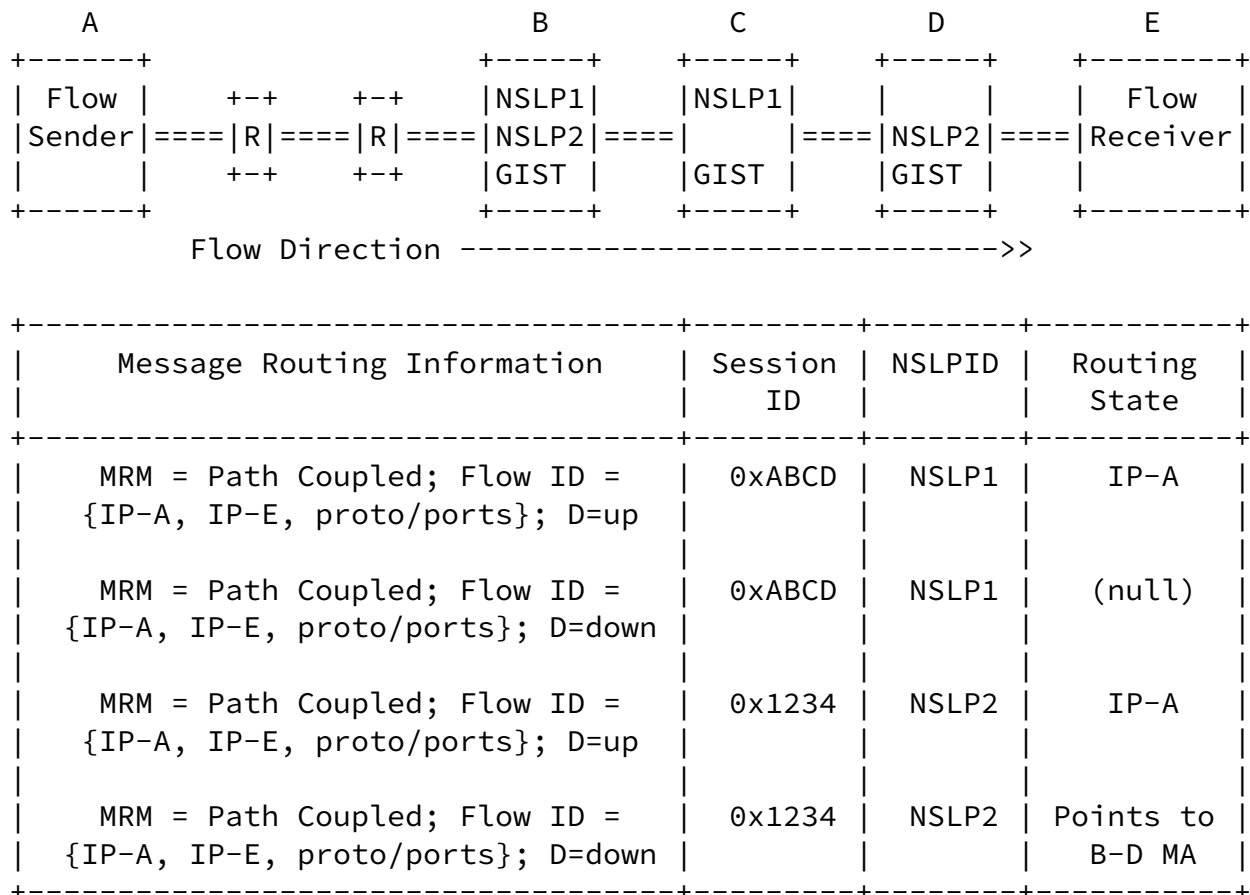 A B C D E
+------+ +-----+ +-----+ +-----+ +--------+
| Flow | +-+ +-+ |NSLP1| |NSLP1| | | | Flow |
|Sender|====|R|====|R|====|NSLP2|====| |====|NSLP2|====|Receiver|
| | +-+ +-+ |GIST | |GIST | |GIST | | |
+------+ +-----+ +-----+ +-----+ +--------+
Flow Direction ------------------------------>>
+------------------------------------+---------+--------+-----------+
| Message Routing Information | Session | NSLPID | Routing |
| | ID | | State |
+------------------------------------+---------+--------+-----------+
| MRM = Path Coupled; Flow ID = | 0xABCD | NSLP1 | IP-A |
| {IP-A, IP-E, proto/ports}; D=up | | | |
| | | | |
| MRM = Path Coupled; Flow ID = | 0xABCD | NSLP1 | (null) |
| {IP-A, IP-E, proto/ports}; D=down | | | |
| | | | |
| MRM = Path Coupled; Flow ID = | 0x1234 | NSLP2 | IP-A |
| {IP-A, IP-E, proto/ports}; D=up | | | |
| | | | |
| MRM = Path Coupled; Flow ID = | 0x1234 | NSLP2 | Points to |
| {IP-A, IP-E, proto/ports}; D=down | | | B-D MA |
+------------------------------------+---------+--------+-----------+